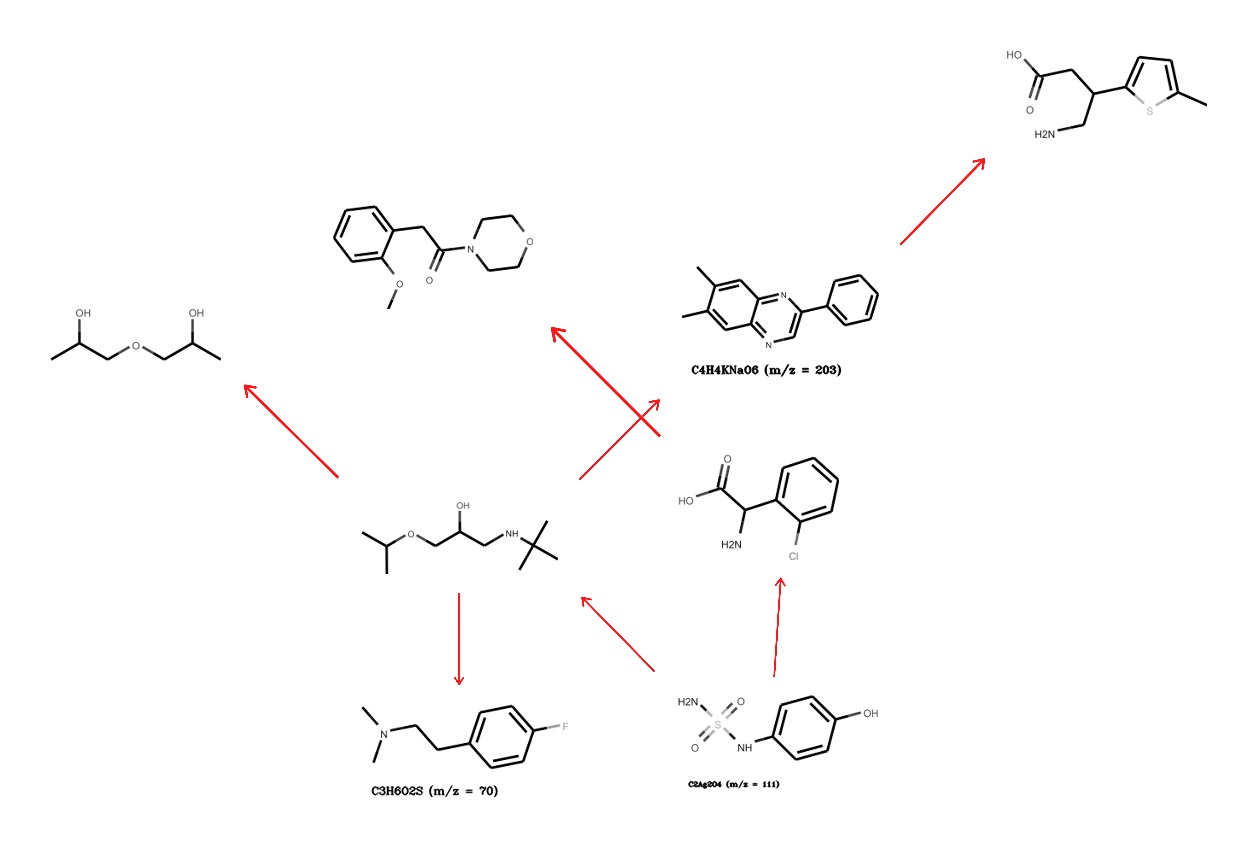 HO
O
S
H2N
N
O
O
O
OH
OH
O
N
N
C4H4KNaO6 (m/z = 203)
O
HO
H2N
Cl
OH
O
NH
H2N
O
S
O
NH
OH
N
F
C3H6O2S (m/z = 70)
C2Ag2O4 (m/z = 111)